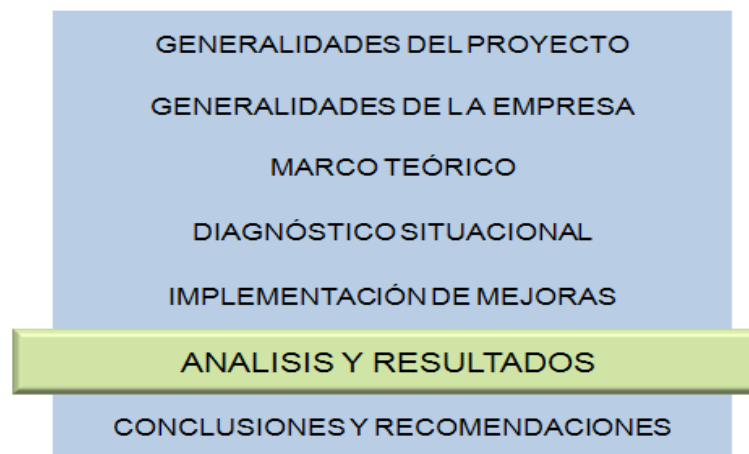 GENERALIDADES DEL PROYECTO
GENERALIDADES DE LA EMPRESA
MARCO TEÓRICO
DIAGNÓSTICO SITUACIONAL
IMPLEMENTACIÓN DE MEJORAS
ANALISIS Y RESULTADOS
CONCLUSIONES Y RECOMENDACIONES